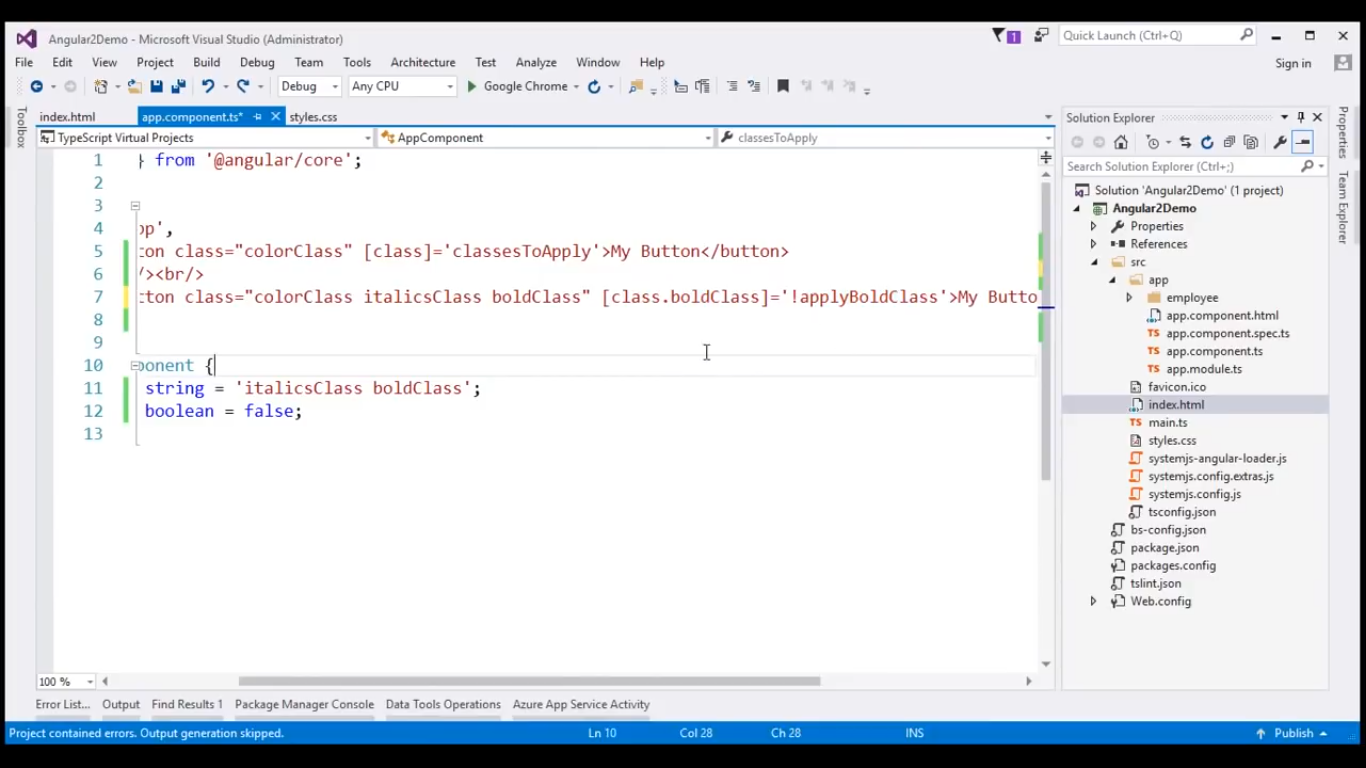 Angular2Demo - Microsoft Visual Studio (Administrator)
1
Quick Launch (Ctrl+Q)
File Edit View Project Build Debug Team Tools Architecture Test Analyze Window Help
Sign in
Debug Any CPU Google Chrome
Toolbox
index.html app.component.ts* styles.css
TypeScript Virtual Projects AppComponent classesToApply
1 } from '@angular/core';
2
3
4 op',
5 ton class="colorClass" [class]='classesToApply'>My Button</button>
6 /><br/>
7 tton class="colorClass italicsClass boldClass" [class.boldClass]='!applyBoldClass'>My Butto
8
9
10 ponent {
11 string = 'italicsClass boldClass';
12 boolean = false;
13
100 %
Solution Explorer
Search Solution Explorer (Ctrl+;)
Solution 'Angular2Demo' (1 project)
Angular2Demo
Properties
References
src
app
employee
app.component.html
TS app.component.spec.ts
TS app.component.ts
TS app.module.ts
favicon.ico
index.html
TS main.ts
styles.css
systemjs-angular-loader.js
systemjs.config.extras.js
systemjs.config.js
tsconfig.json
bs-config.json
package.json
packages.config
tslint.json
Web.config
Properties
Team Explorer
Error List... Output Find Results 1 Package Manager Console Data Tools Operations Azure App Service Activity
Project contained errors. Output generation skipped. Ln 10 Col 28 Ch 28 INS Publish